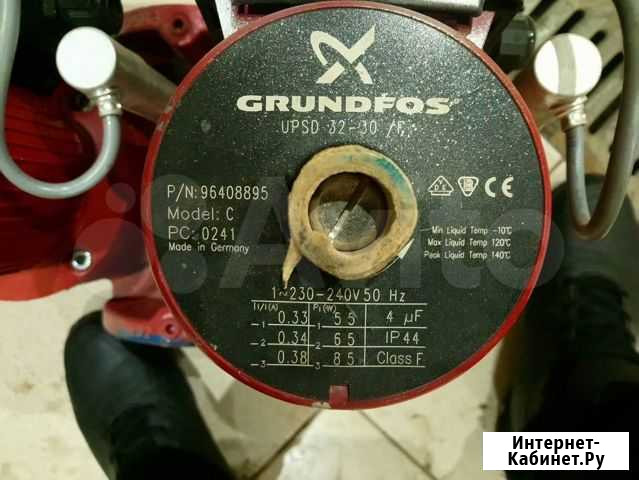 GRUNDFOS
UPSD 32-30 /F
P/N: 96408895
Model: C
PC: 0241
Made in Germany
CE
Min Liquid Temp -10°C
Max Liquid Temp 120°C
Peak Liquid Temp 140°C
1~230-240V 50 Hz
I1/1(A) P1(W)
1 0.33 1 55 4 µF
2 0.34 2 65 IP 44
3 0.38 3 85 Class F
Avito
Интернет-
Кабинет.Ру